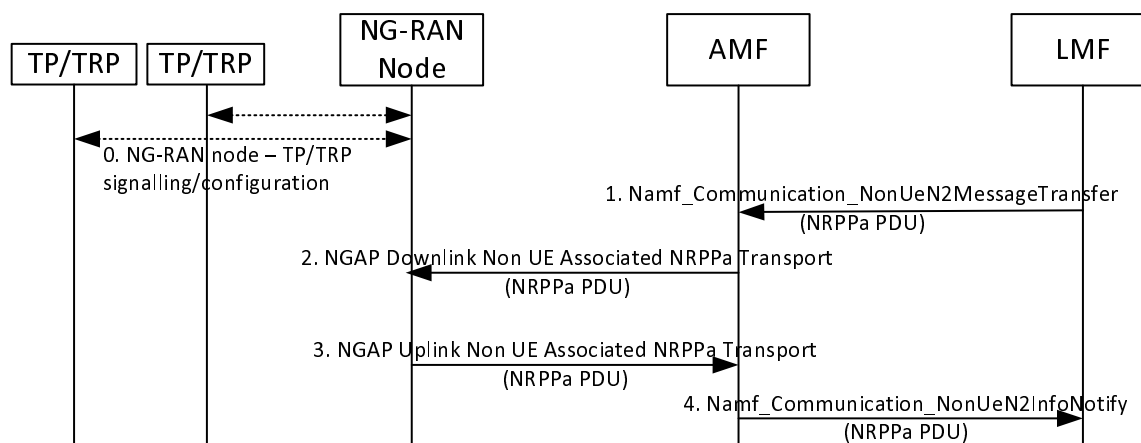 TP/TRP
TP/TRP
NG-RAN
Node
AMF
LMF
0. NG-RAN node – TP/TRP
signalling/configuration
1. Namf_Communication_NonUeN2MessageTransfer
(NRPPa PDU)
2. NGAP Downlink Non UE Associated NRPPa Transport
(NRPPa PDU)
3. NGAP Uplink Non UE Associated NRPPa Transport
(NRPPa PDU)
4. Namf_Communication_NonUeN2InfoNotify
(NRPPa PDU)